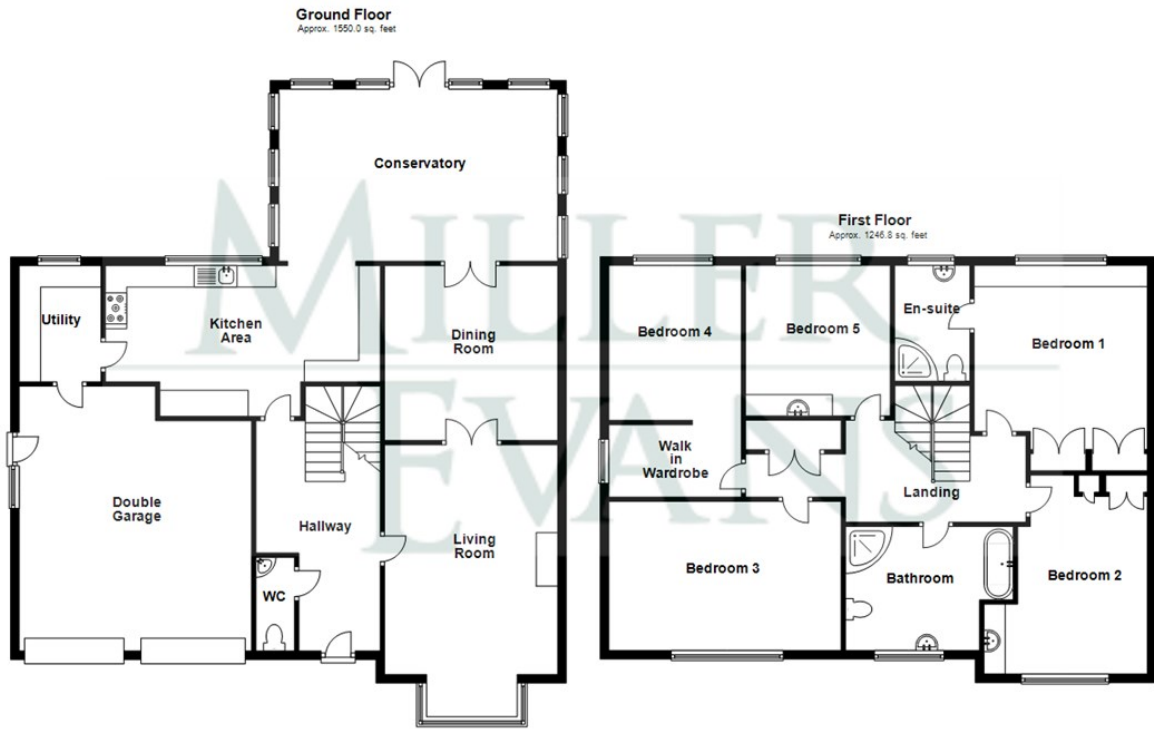 Ground Floor
Approx. 1550.0 sq. feet
Conservatory
Utility
Kitchen
Area
Dining
Room
Double
Garage
Hallway
Living
Room
WC
First Floor
Approx. 1246.8 sq. feet
Bedroom 4
Bedroom 5
En-suite
Bedroom 1
Walk
in
Wardrobe
Landing
Bedroom 3
Bathroom
Bedroom 2
MILLER
EVANS